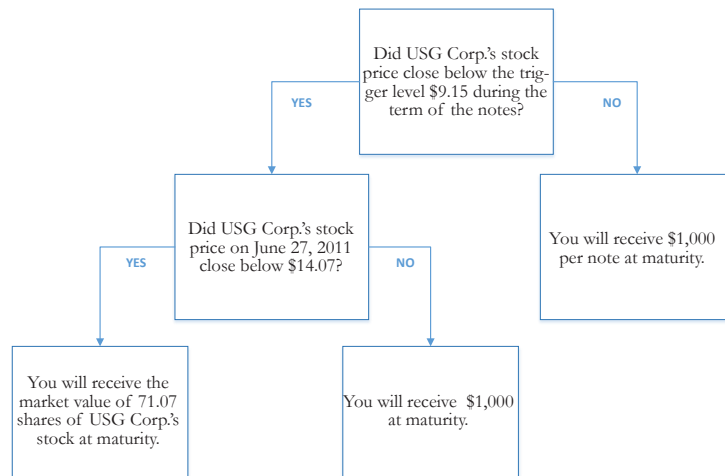 Did USG Corp.'s stock
price close below the trig-
ger level $9.15 during the
term of the notes?
YES
NO
Did USG Corp.'s stock
price on June 27, 2011
close below $14.07?
You will receive $1,000
per note at maturity.
YES
NO
You will receive the
market value of 71.07
shares of USG Corp.'s
stock at maturity.
You will receive $1,000
at maturity.